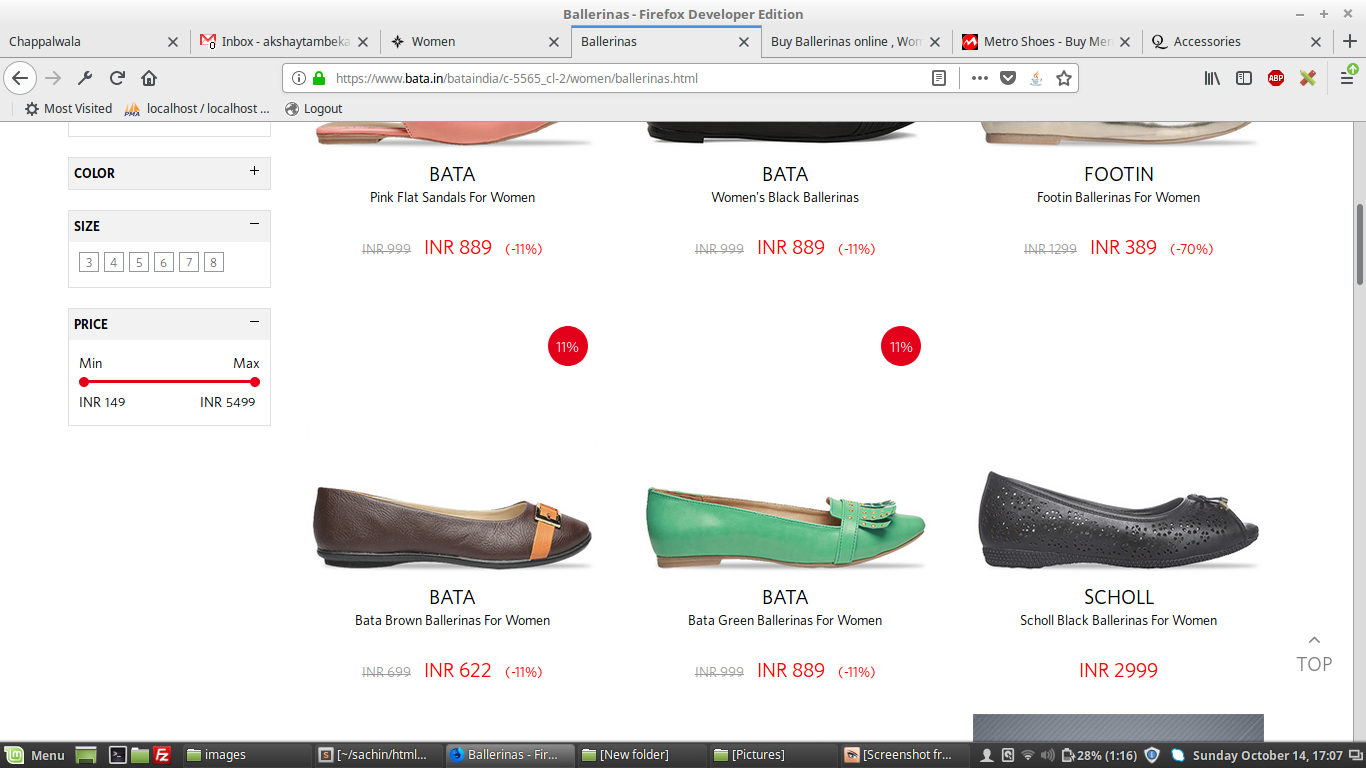 Ballerinas - Firefox Developer Edition
Chappalwala
Inbox - akshaytambeka
Women
Ballerinas
Buy Ballerinas online , Wom
Metro Shoes - Buy Men
Accessories
https://www.bata.in/bataindia/c-5565_cl-2/women/ballerinas.html
ABP
Most Visited
PMA
localhost / localhost ...
Logout
COLOR
SIZE
3 4 5 6 7 8
PRICE
Min Max
INR 149 INR 5499
BATA
Pink Flat Sandals For Women
INR 999 INR 889 (-11%)
BATA
Women's Black Ballerinas
INR 999 INR 889 (-11%)
FOOTIN
Footin Ballerinas For Women
INR 1299 INR 389 (-70%)
11%
11%
BATA
Bata Brown Ballerinas For Women
INR 699 INR 622 (-11%)
BATA
Bata Green Ballerinas For Women
INR 999 INR 889 (-11%)
SCHOLL
Scholl Black Ballerinas For Women
INR 2999
TOP
Menu
images
[~/sachin/html...
Ballerinas - Fir...
[New folder]
[Pictures]
[Screenshot fr...
28% (1:16)
Sunday October 14, 17:07